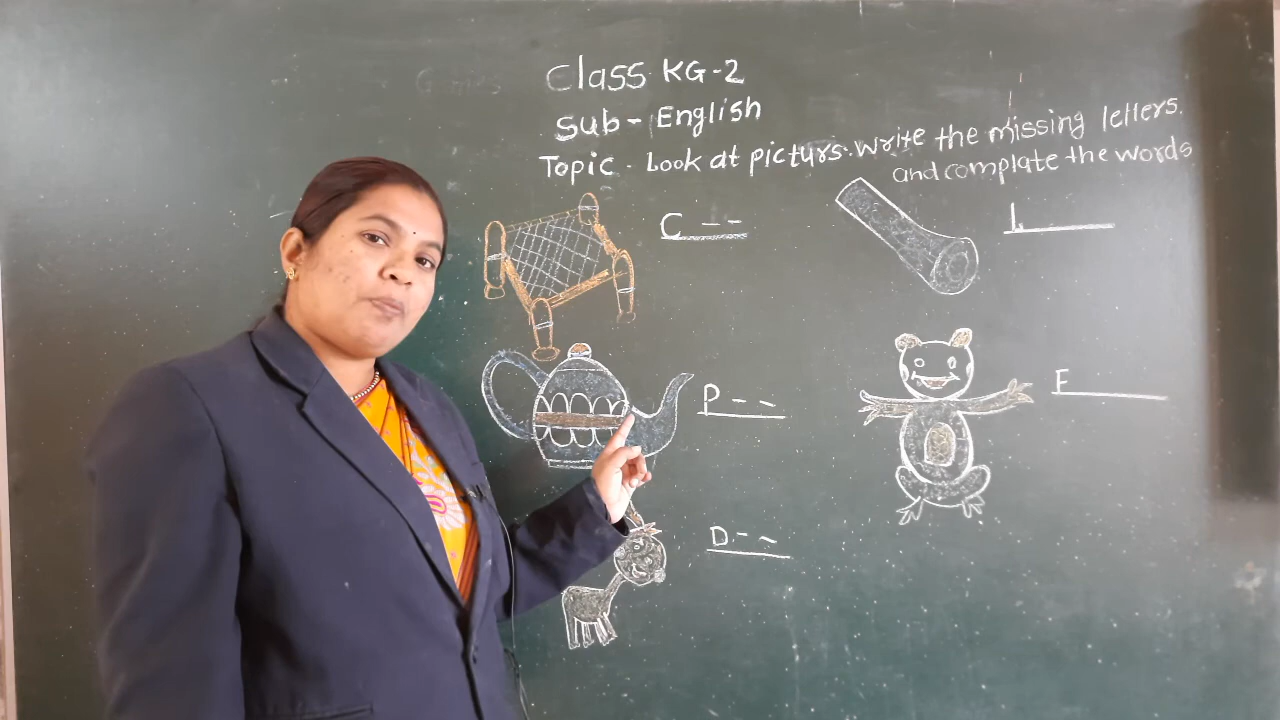 Class KG-2
Sub- English
Topic - Look at picturs. write the missing letters.
and complate the words
C - -
L
P - -
F
D - -